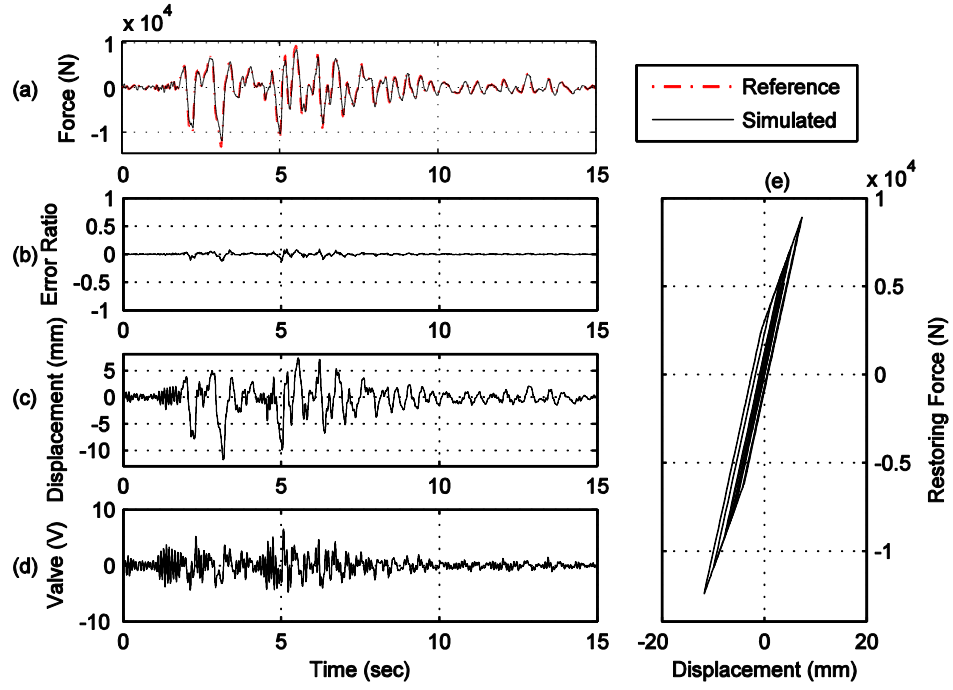 x 10^4
1
0
-1
Force (N)
(a)
0
5
10
15
Reference
Simulated
1
0.5
0
-0.5
-1
Error Ratio
(b)
0
5
10
15
5
0
-5
-10
Displacement (mm)
(c)
0
5
10
15
10
0
-10
Valve (V)
(d)
0
5
10
15
Time (sec)
(e)
x 10^4
1
0.5
0
-0.5
-1
Restoring Force (N)
-20
0
20
Displacement (mm)